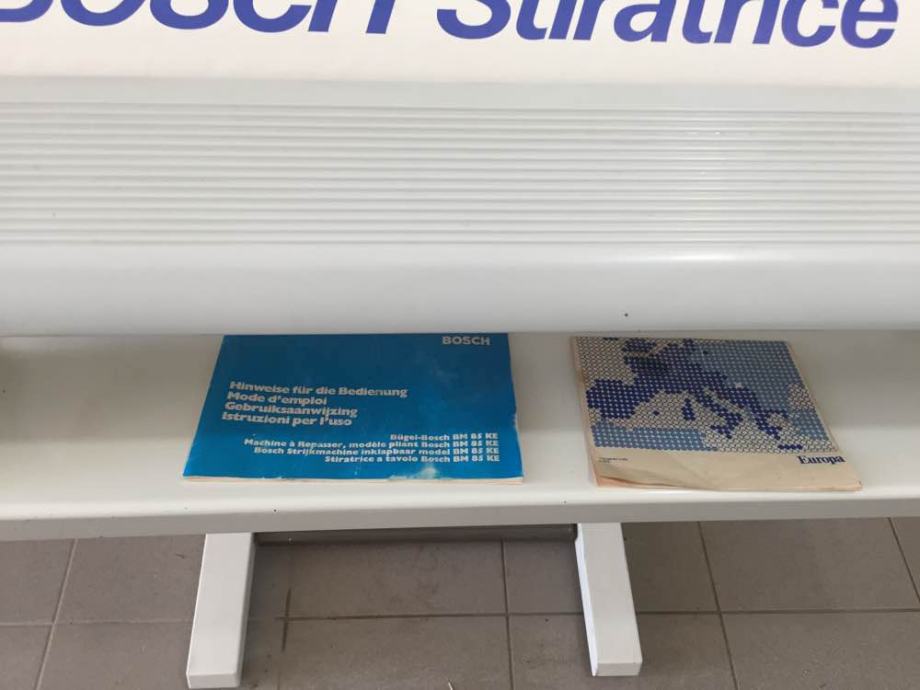 BOSCH Stiratrice
BOSCH
Hinweise für die Bedienung
Mode d'emploi
Gebruiksaanwijzing
Istruzioni per l'uso
Bügel-Bosch BM 85 KE
Machine à Repasser, modèle pliant Bosch BM 85 KE
Bosch Strijkmachine inklapbaar model BM 85 KE
Stiratrice a tavolo Bosch BM 85 KE
Europa